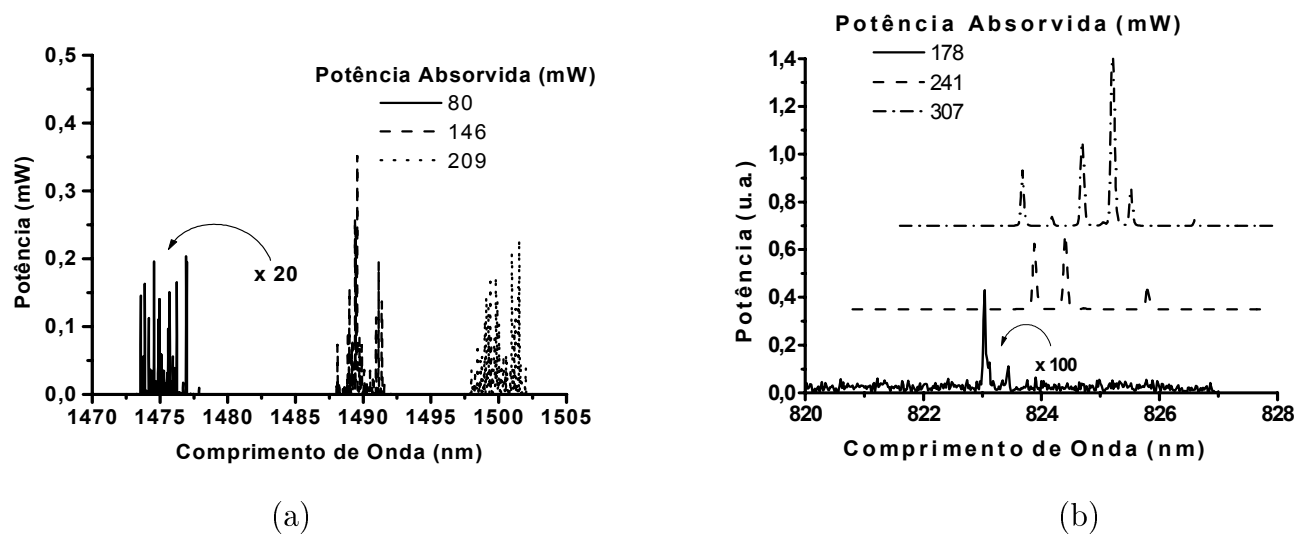 0,5
0,4
0,3
0,2
0,1
0,0
Potência (mW)
Potência Absorvida (mW)
80
146
209
x 20
1470 1475 1480 1485 1490 1495 1500 1505
Comprimento de Onda (nm)
(a)
Potência Absorvida (mW)
178
241
307
1,4
1,2
1,0
0,8
0,6
0,4
0,2
0,0
Potência (u.a.)
x 100
820 822 824 826 828
Comprimento de Onda (nm)
(b)